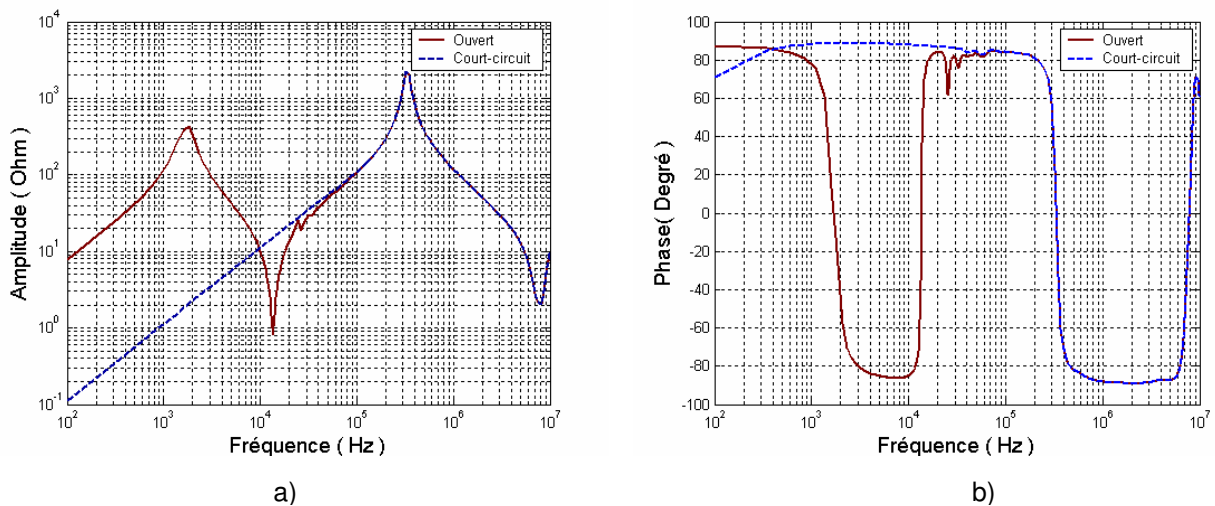 10^4
10^3
10^2
10^1
10^0
10^-1
Amplitude ( Ohm )
Ouvert
Court-circuit
10^2 10^3 10^4 10^5 10^6 10^7
Fréquence ( Hz )
a)
100
80
60
40
20
0
-20
-40
-60
-80
-100
Phase( Degré )
Ouvert
Court-circuit
10^2 10^3 10^4 10^5 10^6 10^7
Fréquence ( Hz )
b)